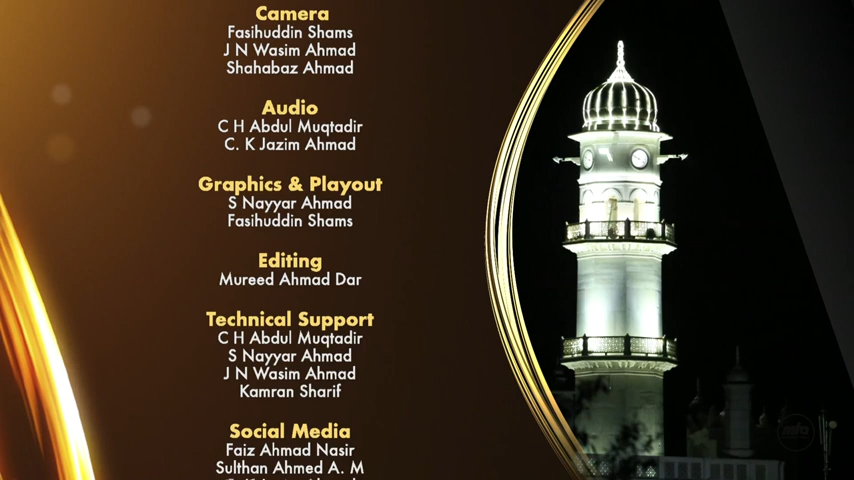 Camera
Fasihuddin Shams
J N Wasim Ahmad
Shahabaz Ahmad
Audio
C H Abdul Muqtadir
C. K Jazim Ahmad
Graphics & Playout
S Nayyar Ahmad
Fasihuddin Shams
Editing
Mureed Ahmad Dar
Technical Support
C H Abdul Muqtadir
S Nayyar Ahmad
J N Wasim Ahmad
Kamran Sharif
Social Media
Faiz Ahmad Nasir
Sulthan Ahmed A. M